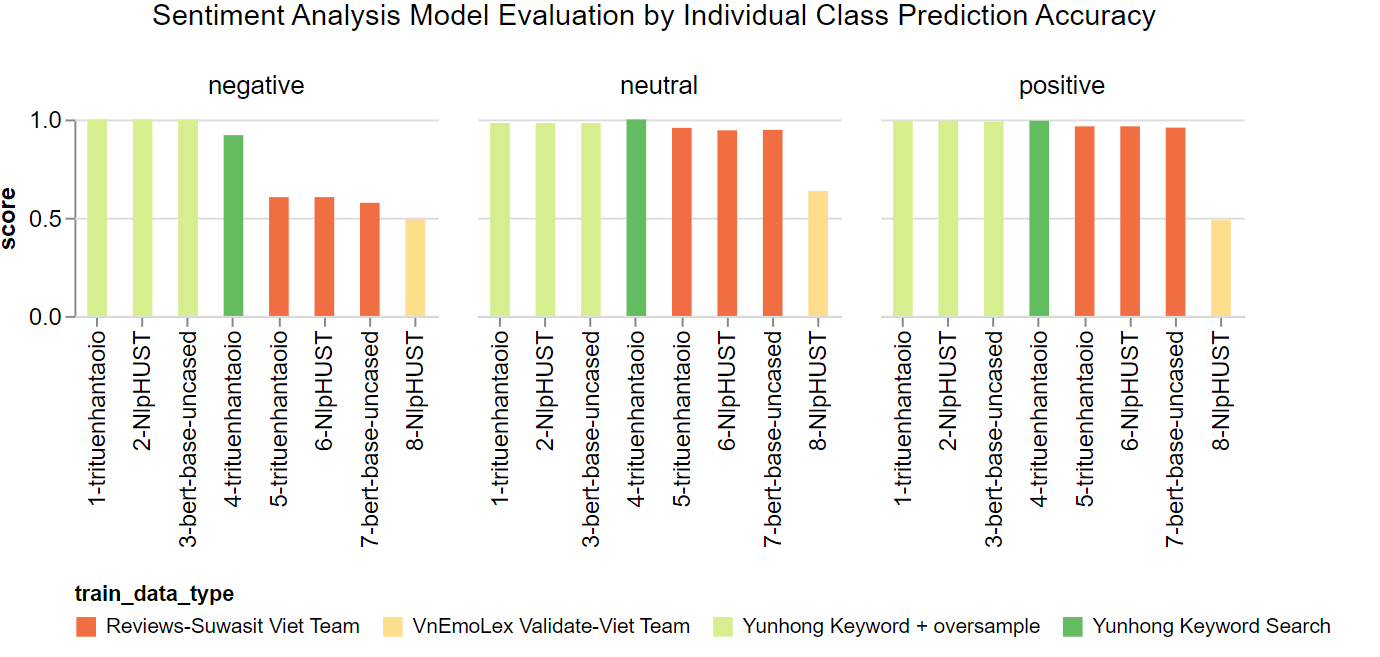 Sentiment Analysis Model Evaluation by Individual Class Prediction Accuracy
negative
neutral
positive
score
1.0
0.5
0.0
1-trituenhantaoio
2-NlpHUST
3-bert-base-uncased
4-trituenhantaoio
5-trituenhantaoio
6-NlpHUST
7-bert-base-uncased
8-NlpHUST
1-trituenhantaoio
2-NlpHUST
3-bert-base-uncased
4-trituenhantaoio
5-trituenhantaoio
6-NlpHUST
7-bert-base-uncased
8-NlpHUST
1-trituenhantaoio
2-NlpHUST
3-bert-base-uncased
4-trituenhantaoio
5-trituenhantaoio
6-NlpHUST
7-bert-base-uncased
8-NlpHUST
train_data_type
Reviews-Suwasit Viet Team
VnEmoLex Validate-Viet Team
Yunhong Keyword + oversample
Yunhong Keyword Search